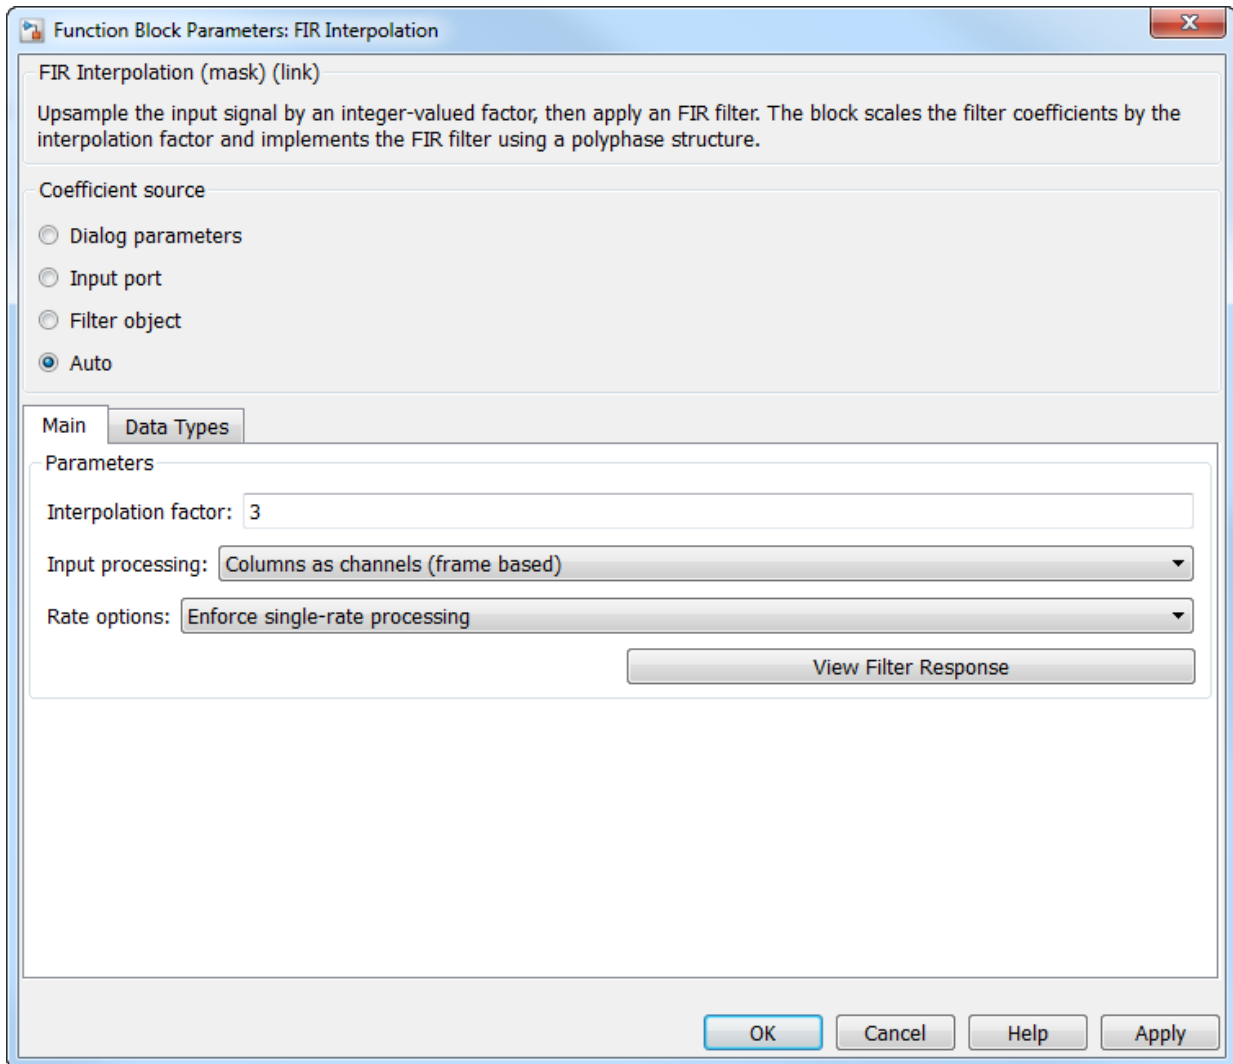 Function Block Parameters: FIR Interpolation
FIR Interpolation (mask) (link)
Upsample the input signal by an integer-valued factor, then apply an FIR filter. The block scales the filter coefficients by the
interpolation factor and implements the FIR filter using a polyphase structure.
Coefficient source
Dialog parameters
Input port
Filter object
Auto
Main Data Types
Parameters
Interpolation factor: 3
Input processing: Columns as channels (frame based)
Rate options: Enforce single-rate processing
View Filter Response
OK Cancel Help Apply